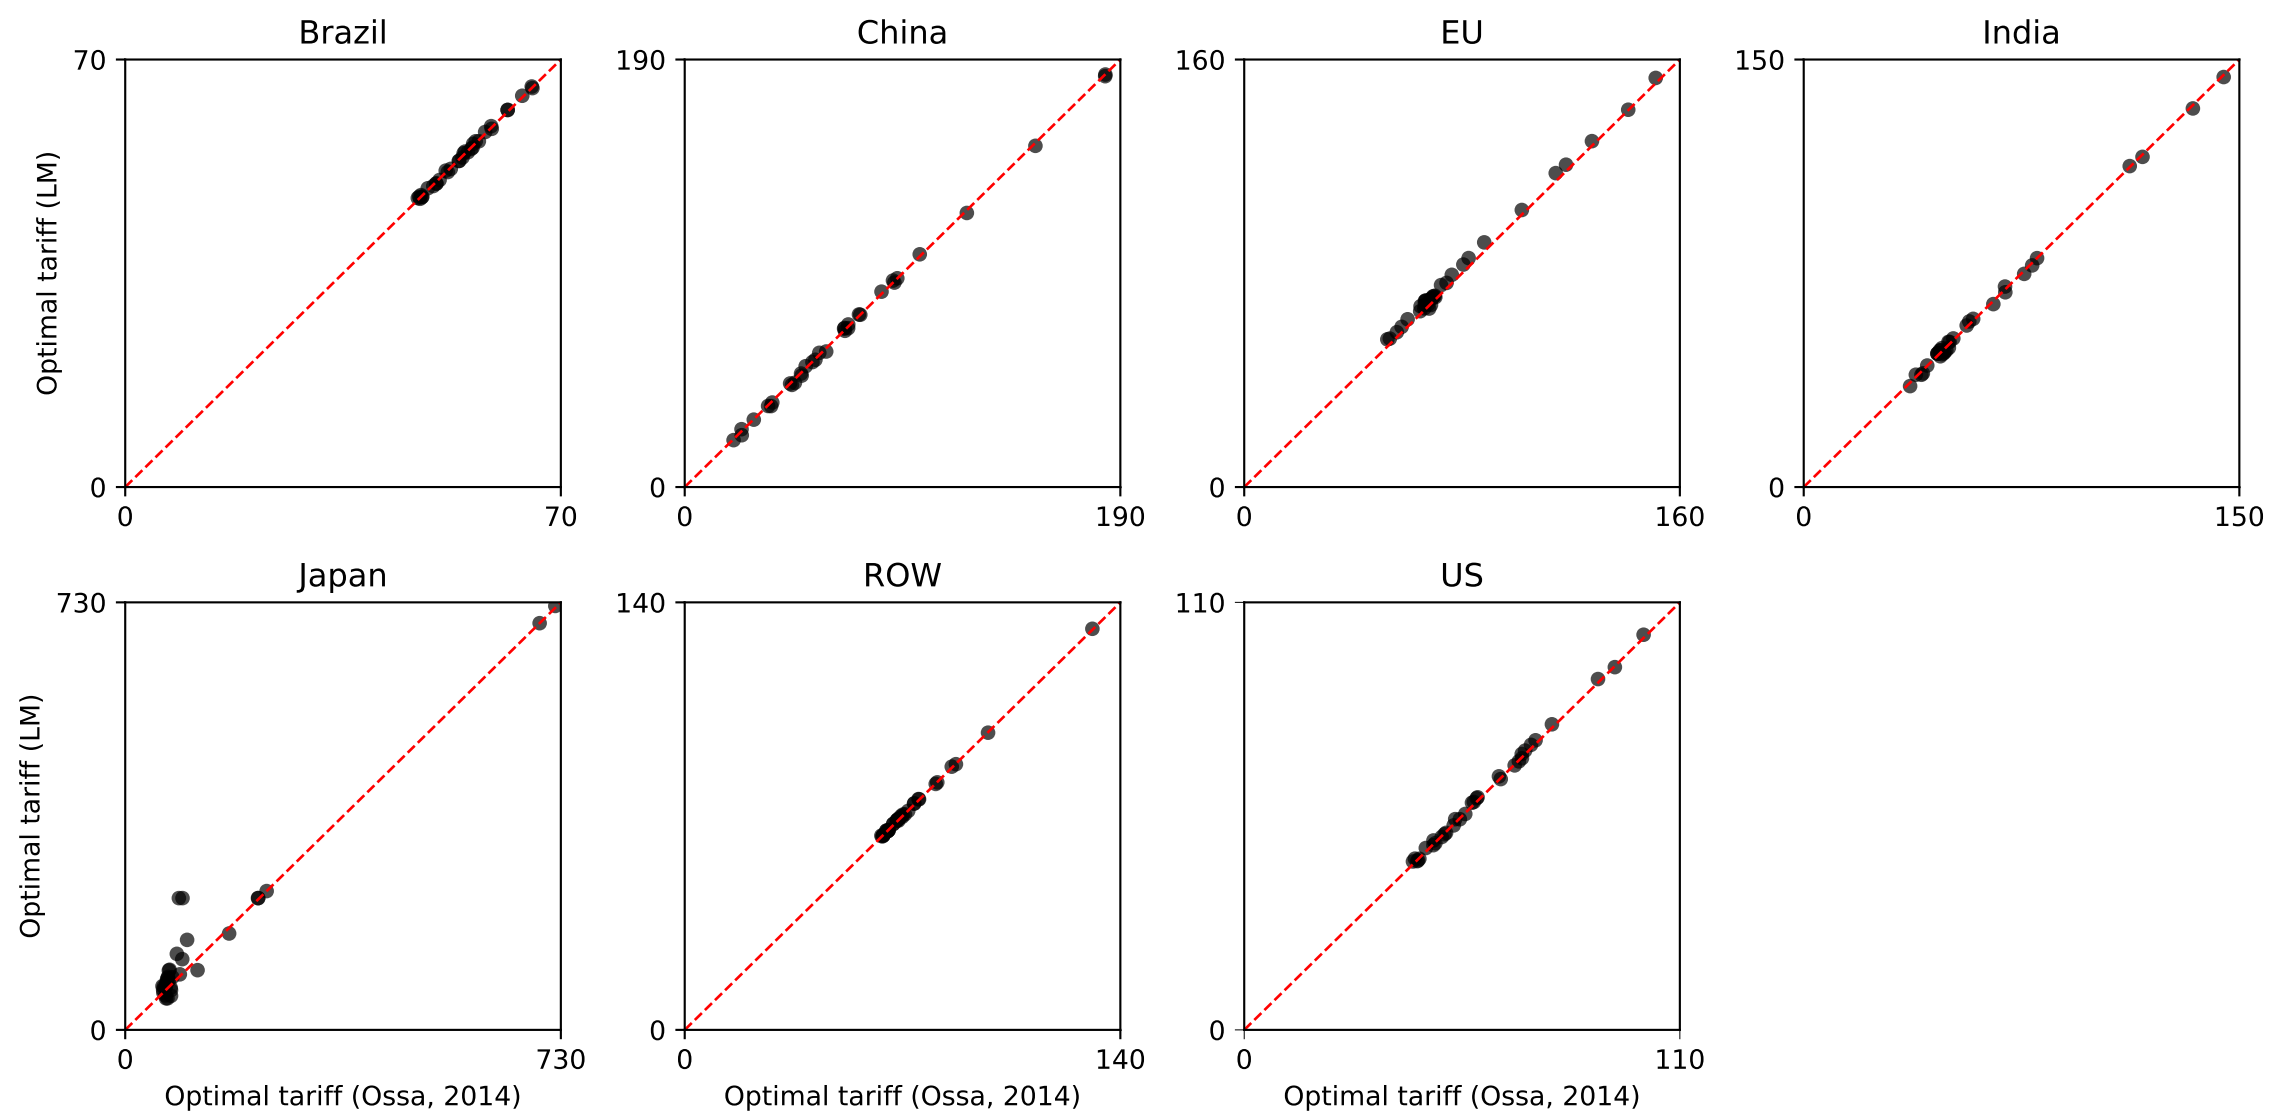 Brazil
China
EU
India
70
190
160
150
Optimal tariff (LM)
0
0
0
0
0
70
0
190
0
160
0
150
Japan
ROW
US
730
140
110
Optimal tariff (LM)
0
0
0
0
730
0
140
0
110
Optimal tariff (Ossa, 2014)
Optimal tariff (Ossa, 2014)
Optimal tariff (Ossa, 2014)